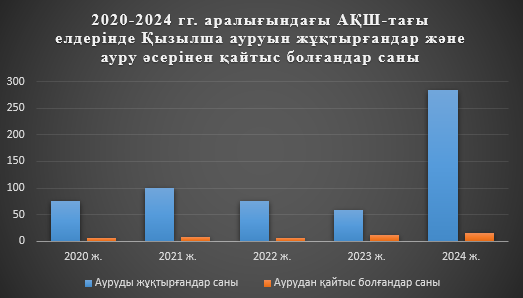 2020-2024 гг. аралығындағы АҚШ-тағы
елдерінде Қызылша ауруын жұқтырғандар және
ауру әсерінен қайтыс болғандар саны
300
250
200
150
100
50
0
2020 ж. 2021 ж. 2022 ж. 2023 ж. 2024 ж.
Ауруды жұқтырғандар саны Аурудан қайтыс болғандар саны